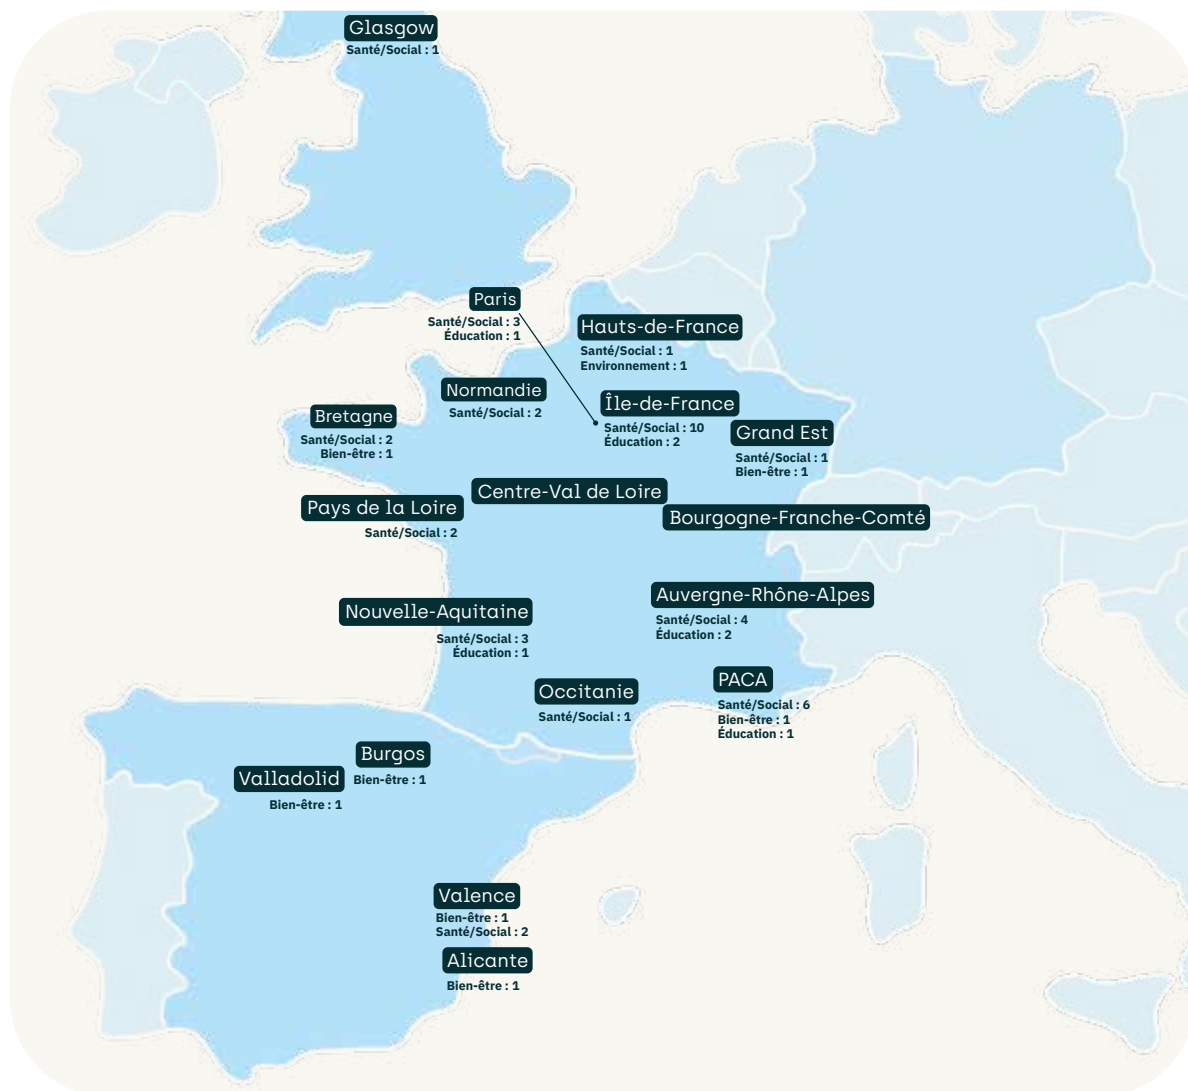 Glasgow
Santé/Social : 1
Paris
Santé/Social : 3
Éducation : 1
Hauts-de-France
Santé/Social : 1
Environnement : 1
Normandie
Santé/Social : 2
Île-de-France
Santé/Social : 10
Éducation : 2
Bretagne
Santé/Social : 2
Bien-être : 1
Grand Est
Santé/Social : 1
Bien-être : 1
Centre-Val de Loire
Pays de la Loire
Santé/Social : 2
Bourgogne-Franche-Comté
Auvergne-Rhône-Alpes
Santé/Social : 4
Éducation : 2
Nouvelle-Aquitaine
Santé/Social : 3
Éducation : 1
PACA
Santé/Social : 6
Bien-être : 1
Éducation : 1
Occitanie
Santé/Social : 1
Burgos
Bien-être : 1
Valladolid
Bien-être : 1
Valence
Bien-être : 1
Santé/Social : 2
Alicante
Bien-être : 1